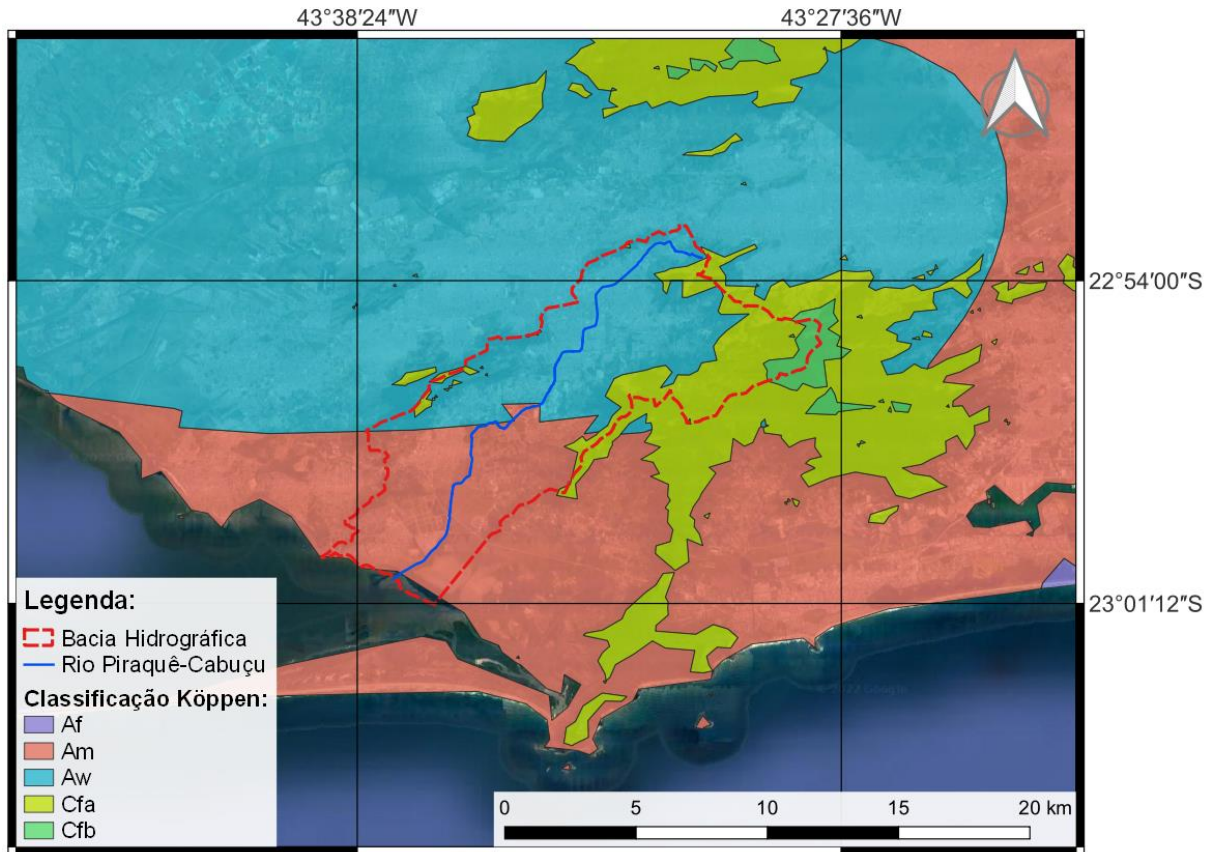 43°38′24″W
43°27′36″W
22°54′00″S
23°01′12″S
Legenda:
Bacia Hidrográfica
Rio Piraquê-Cabuçu
Classificação Köppen:
Af
Am
Aw
Cfa
Cfb
0 5 10 15 20 km